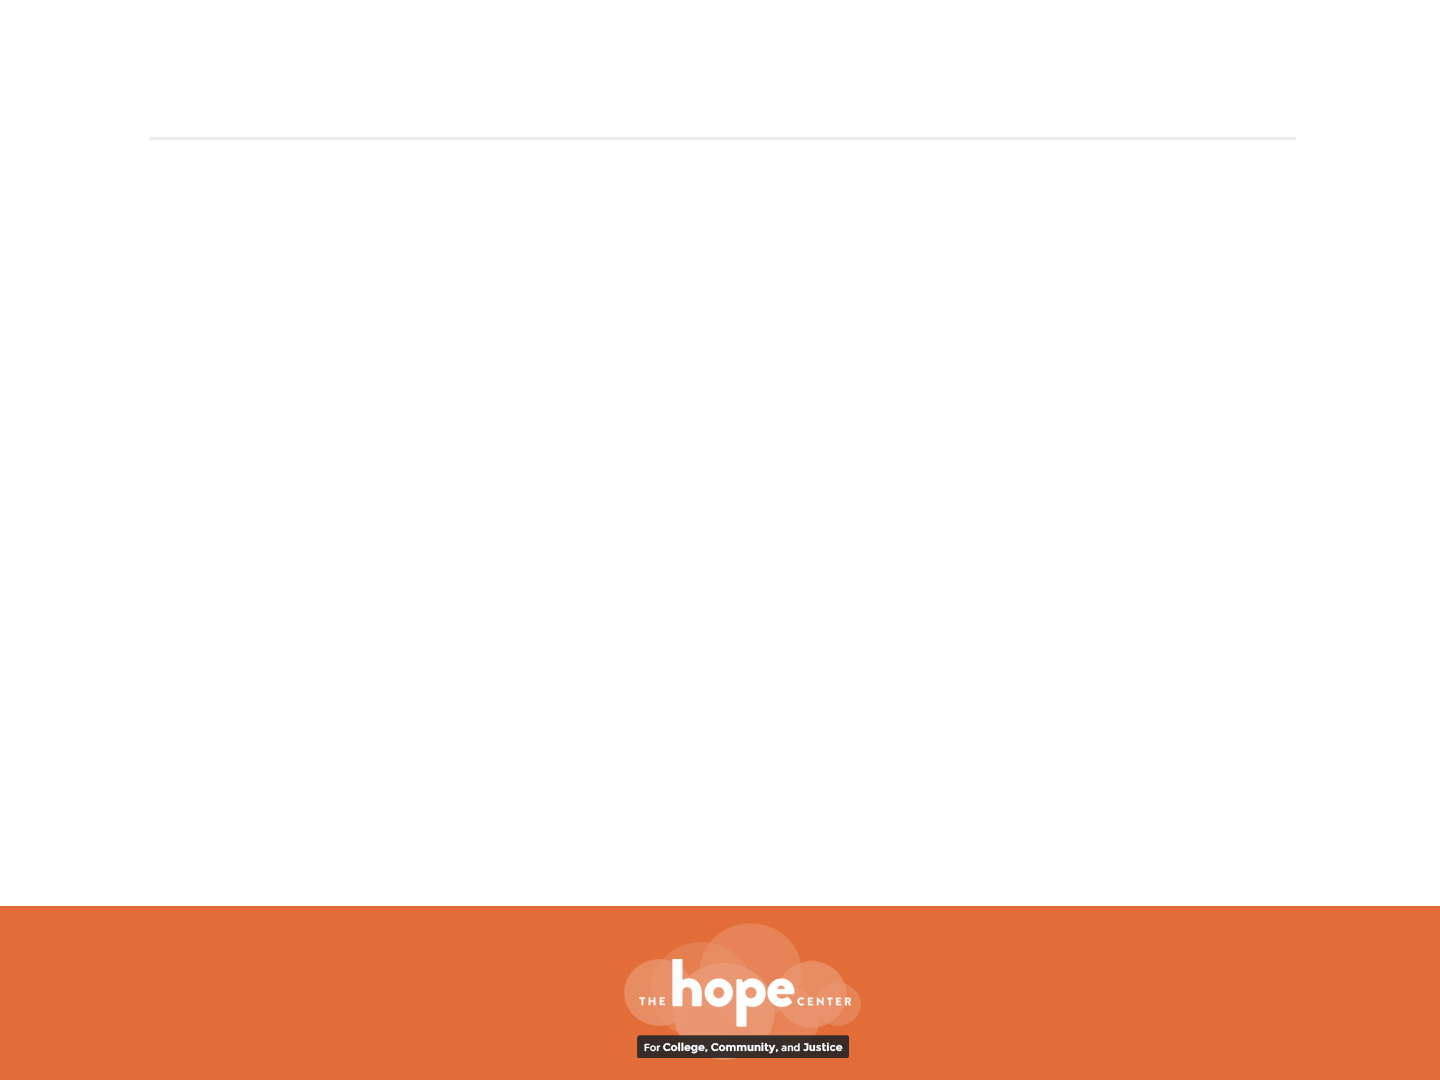 THE hope CENTER
For College, Community, and Justice